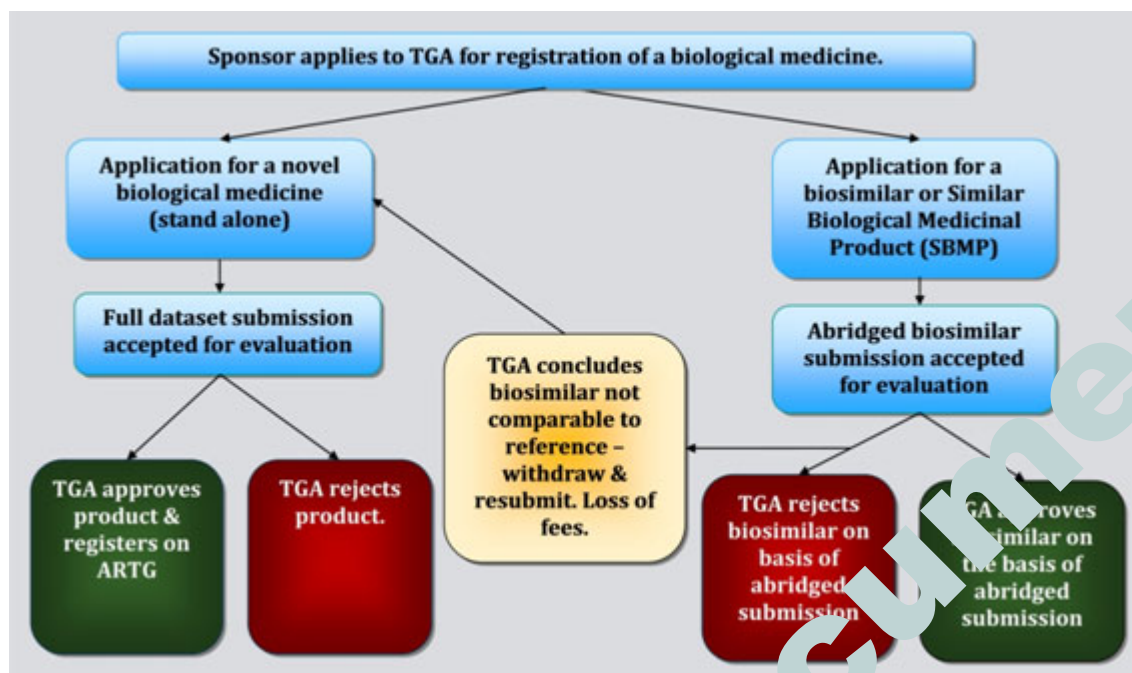 Sponsor applies to TGA for registration of a biological medicine.
Application for a novel
biological medicine
(stand alone)
Application for a
biosimilar or Similar
Biological Medicinal
Product (SBMP)
Full dataset submission
accepted for evaluation
Abridged biosimilar
submission accepted
for evaluation
TGA concludes
biosimilar not
comparable to
reference –
withdraw &
resubmit. Loss of
fees.
TGA approves
product &
registers on
ARTG
TGA rejects
product.
TGA rejects
biosimilar on
basis of
abridged
submission
on
the basis of
abridged
submission
cume